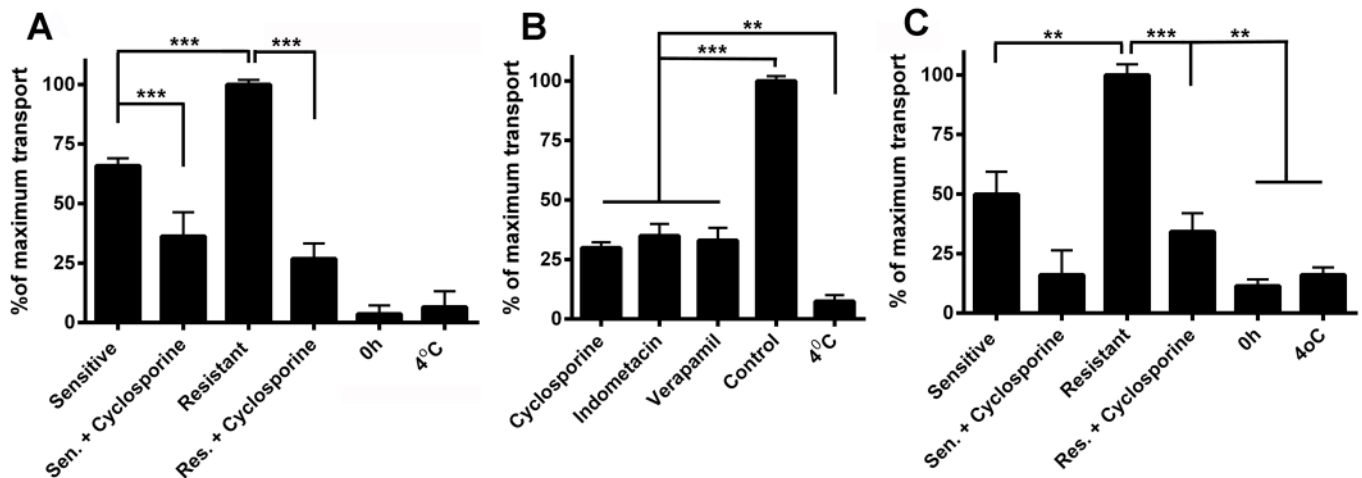 A
% of maximum transport
100
75
50
25
0
***
***
***
Sensitive
Sen. + Cyclosporine
Resistant
Res. + Cyclosporine
0h
4°C
B
% of maximum transport
100
75
50
25
0
**
***
Cyclosporine
Indometacin
Verapamil
Control
4°C
C
% of maximum transport
100
75
50
25
0
**
***
**
Sensitive
Sen. + Cyclosporine
Resistant
Res. + Cyclosporine
0h
4oC